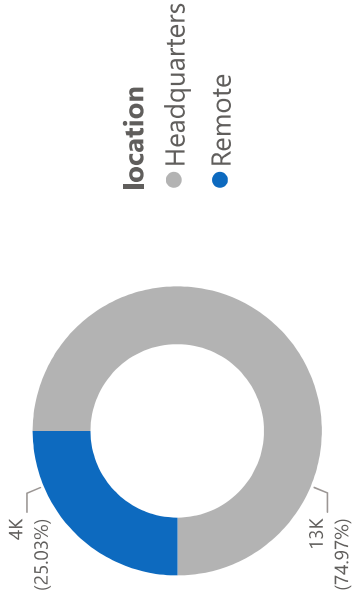 location
Headquarters
Remote
4K
(25.03%)
13K
(74.97%)